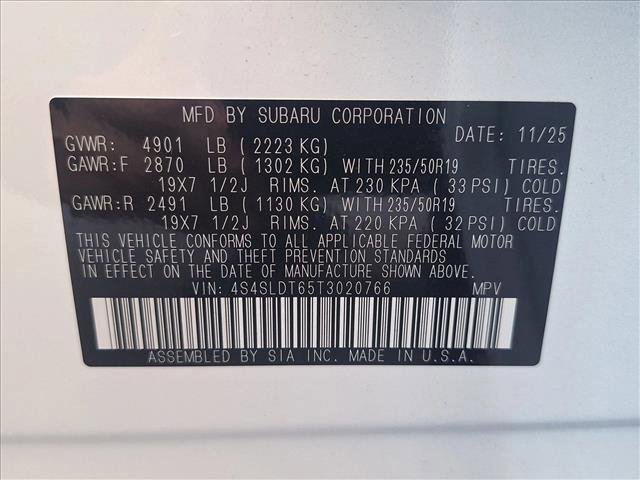 MFD BY SUBARU CORPORATION
DATE: 11/25
GVWR: 4901 LB (2223 KG)
GAWR:F 2870 LB (1302 KG) WITH 235/50R19 TIRES.
19X7 1/2J RIMS. AT 230 KPA (33 PSI) COLD
GAWR:R 2491 LB (1130 KG) WITH 235/50R19 TIRES.
19X7 1/2J RIMS. AT 220 KPA (32 PSI) COLD
THIS VEHICLE CONFORMS TO ALL APPLICABLE FEDERAL MOTOR
VEHICLE SAFETY AND THEFT PREVENTION STANDARDS
IN EFFECT ON THE DATE OF MANUFACTURE SHOWN ABOVE.
VIN: 4S4SLDT65T3020766 MPV
ASSEMBLED BY SIA INC. MADE IN U.S.A.